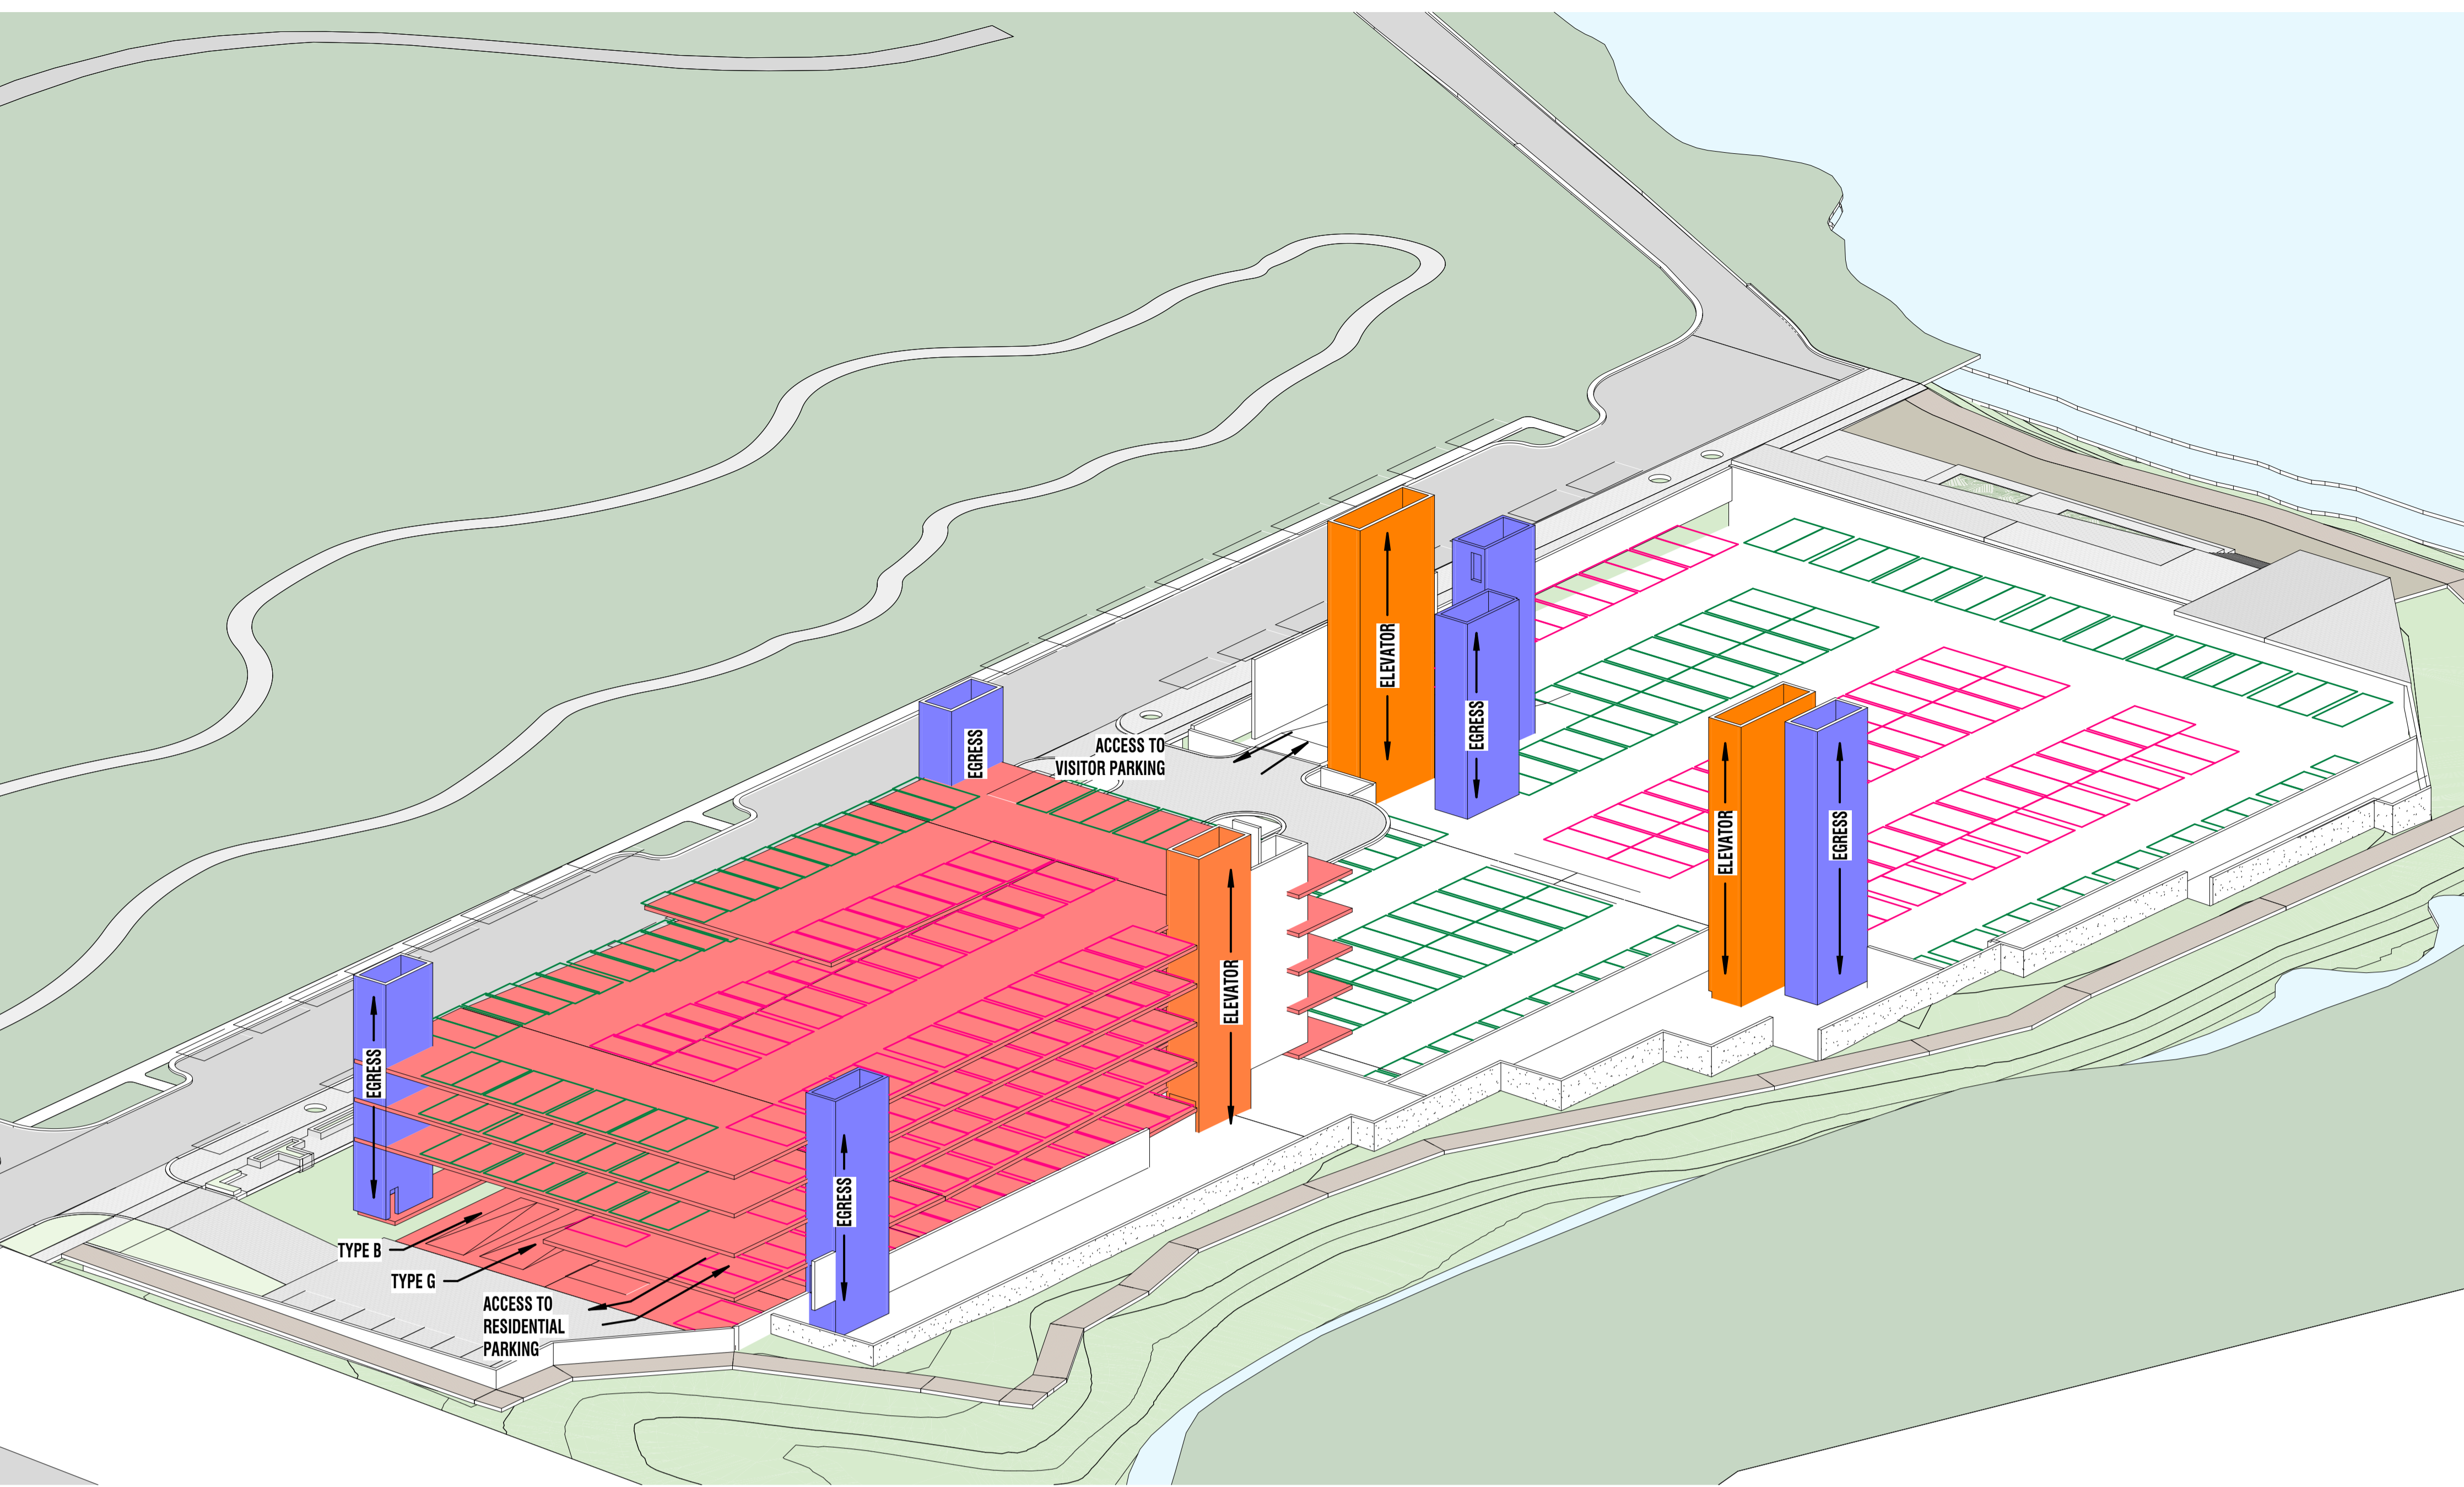 ELEVATOR
EGRESS
EGRESS
ACCESS TO
VISITOR PARKING
ELEVATOR
EGRESS
ELEVATOR
EGRESS
EGRESS
TYPE B
TYPE G
ACCESS TO
RESIDENTIAL
PARKING